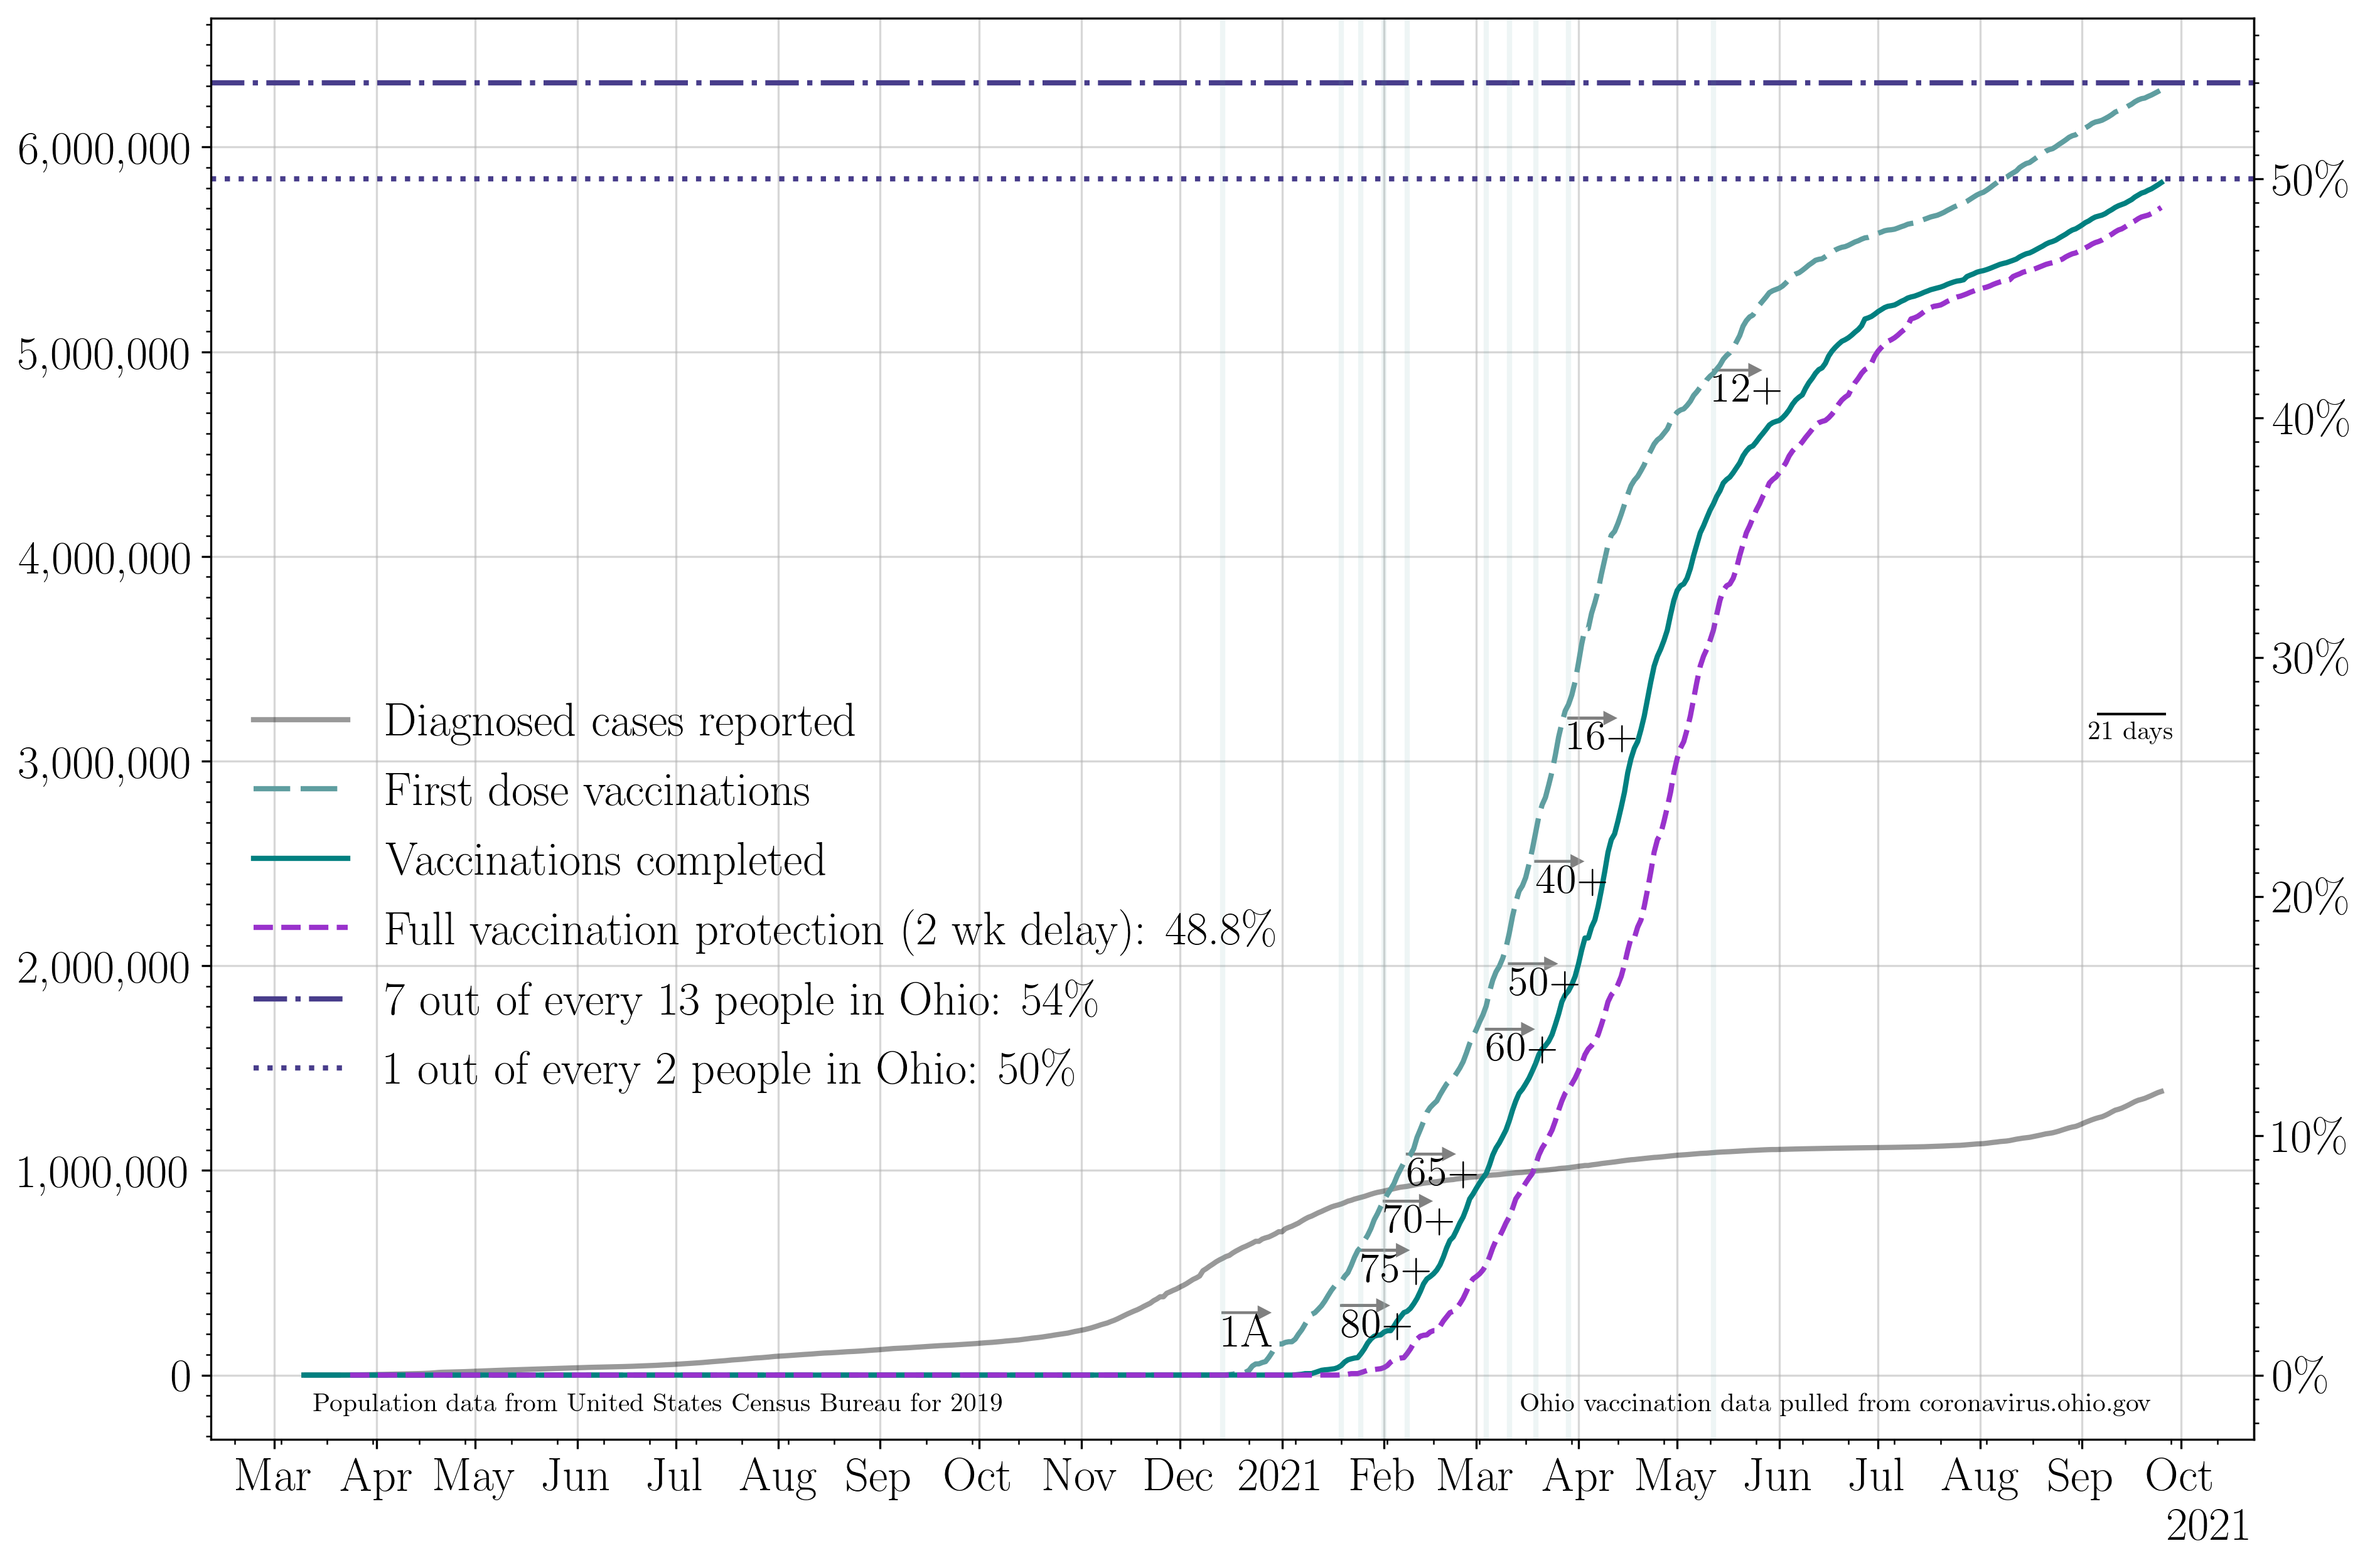 6,000,000
5,000,000
4,000,000
3,000,000
2,000,000
1,000,000
0
50%
40%
30%
20%
10%
0%
Diagnosed cases reported
First dose vaccinations
Vaccinations completed
Full vaccination protection (2 wk delay): 48.8%
7 out of every 13 people in Ohio: 54%
1 out of every 2 people in Ohio: 50%
12+
16+
21 days
40+
50+
60+
65+
70+
75+
80+
1A
Population data from United States Census Bureau for 2019
Ohio vaccination data pulled from coronavirus.ohio.gov
Mar Apr May Jun Jul Aug Sep Oct Nov Dec 2021 Feb Mar Apr May Jun Jul Aug Sep Oct
2021